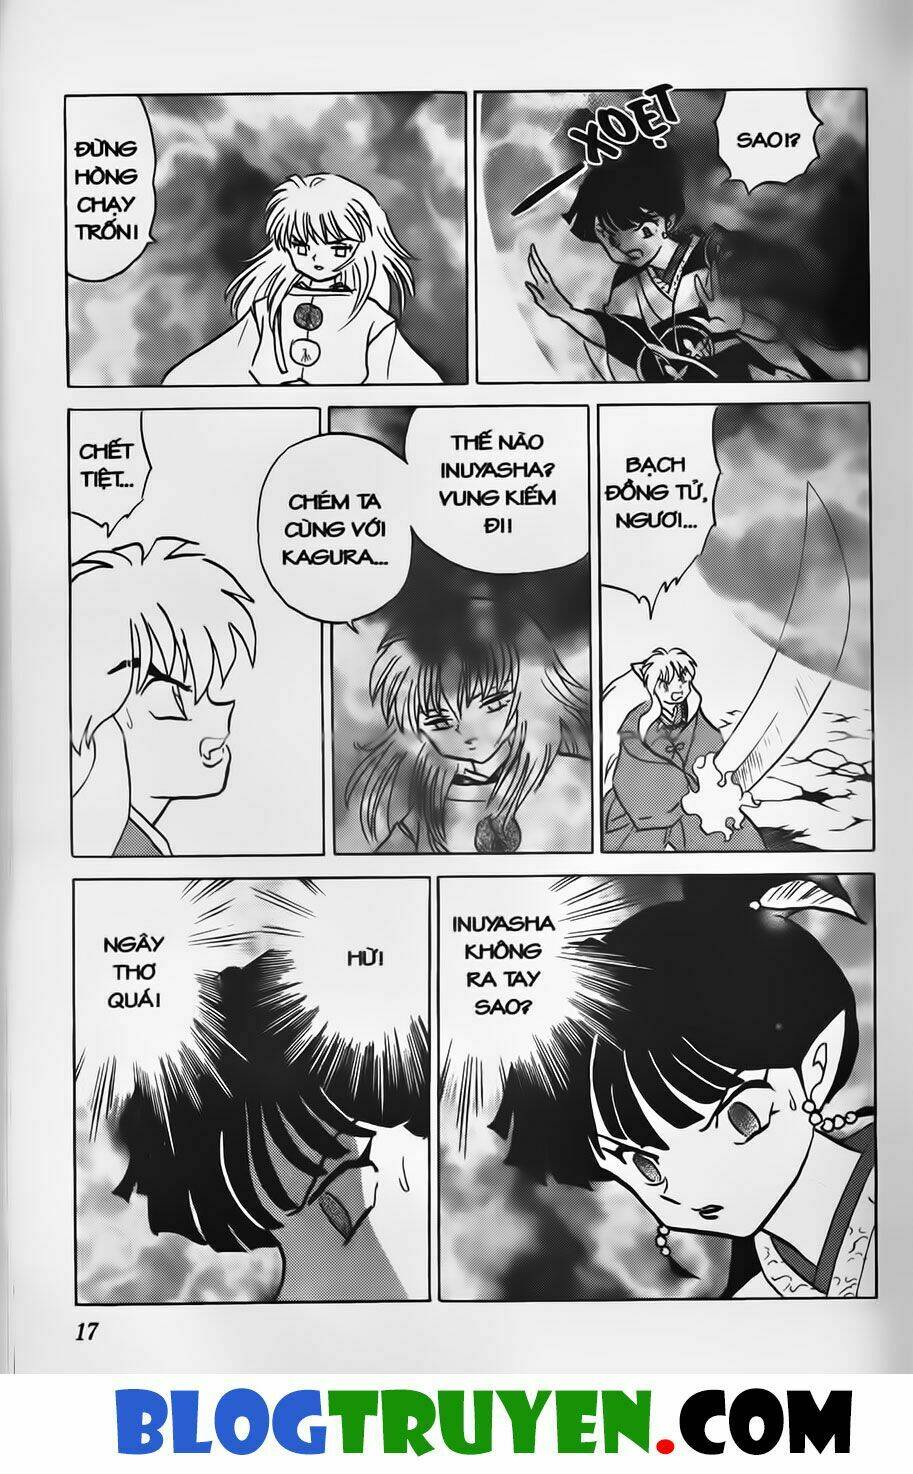 XOẸT
SAO!?
ĐỪNG
HÒNG
CHẠY
TRỐN!
BẠCH
ĐỒNG TỬ,
NGƯƠI...
THẾ NÀO
INUYASHA?
VUNG KIẾM
ĐI!
CHÉM TA
CÙNG VỚI
KAGURA...
CHẾT
TIỆT...
INUYASHA
KHÔNG
RA TAY
SAO?
HỪ!
NGÂY
THƠ
QUÁ!
17
BLOGTRUYEN.COM